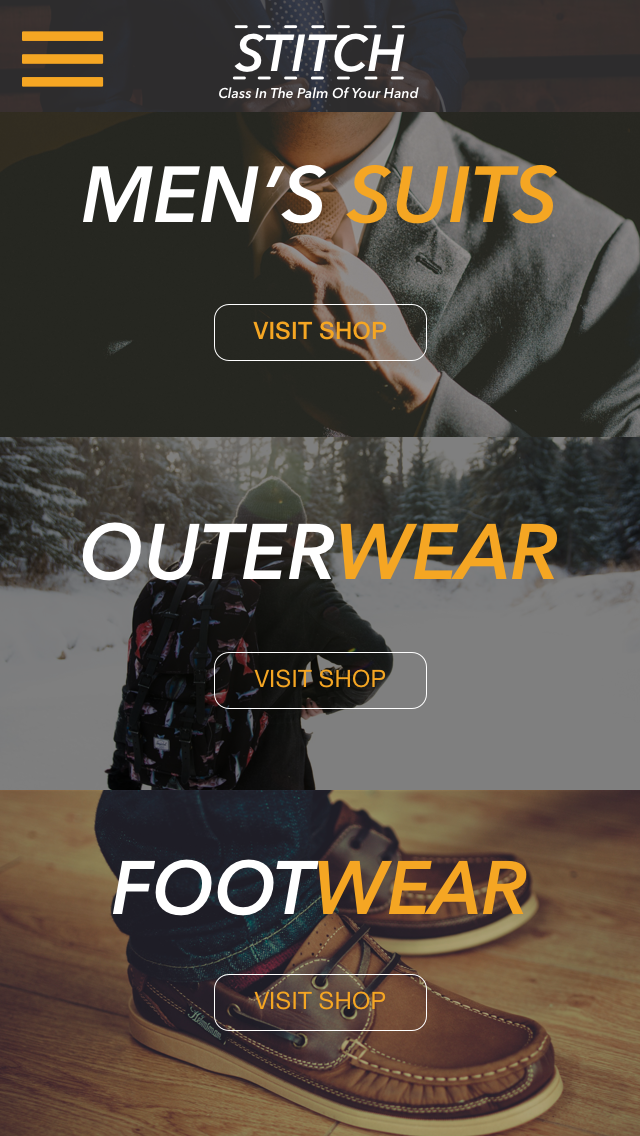 STITCH
Class In The Palm Of Your Hand
MEN’S SUITS
VISIT SHOP
OUTERWEAR
VISIT SHOP
FOOTWEAR
VISIT SHOP